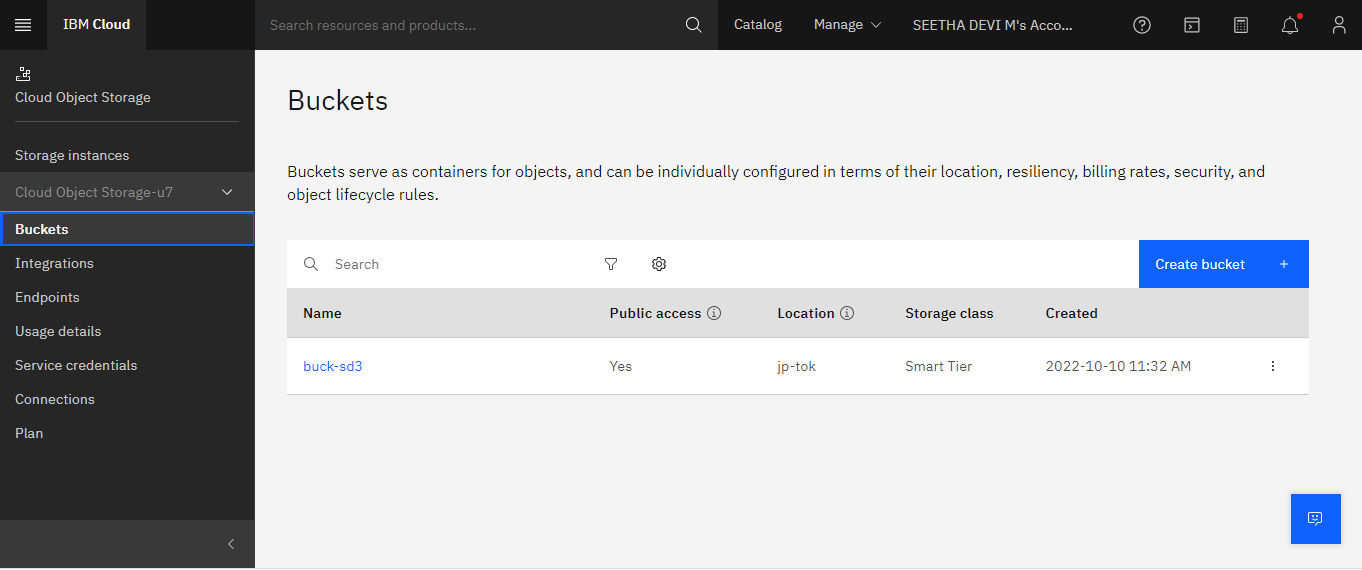 IBM Cloud
Search resources and products...
Catalog
Manage
SEETHA DEVI M's Acco...
Cloud Object Storage
Storage instances
Cloud Object Storage-u7
Buckets
Integrations
Endpoints
Usage details
Service credentials
Connections
Plan
Buckets
Buckets serve as containers for objects, and can be individually configured in terms of their location, resiliency, billing rates, security, and
object lifecycle rules.
Search
Create bucket +
Name Public access Location Storage class Created
buck-sd3 Yes jp-tok Smart Tier 2022-10-10 11:32 AM